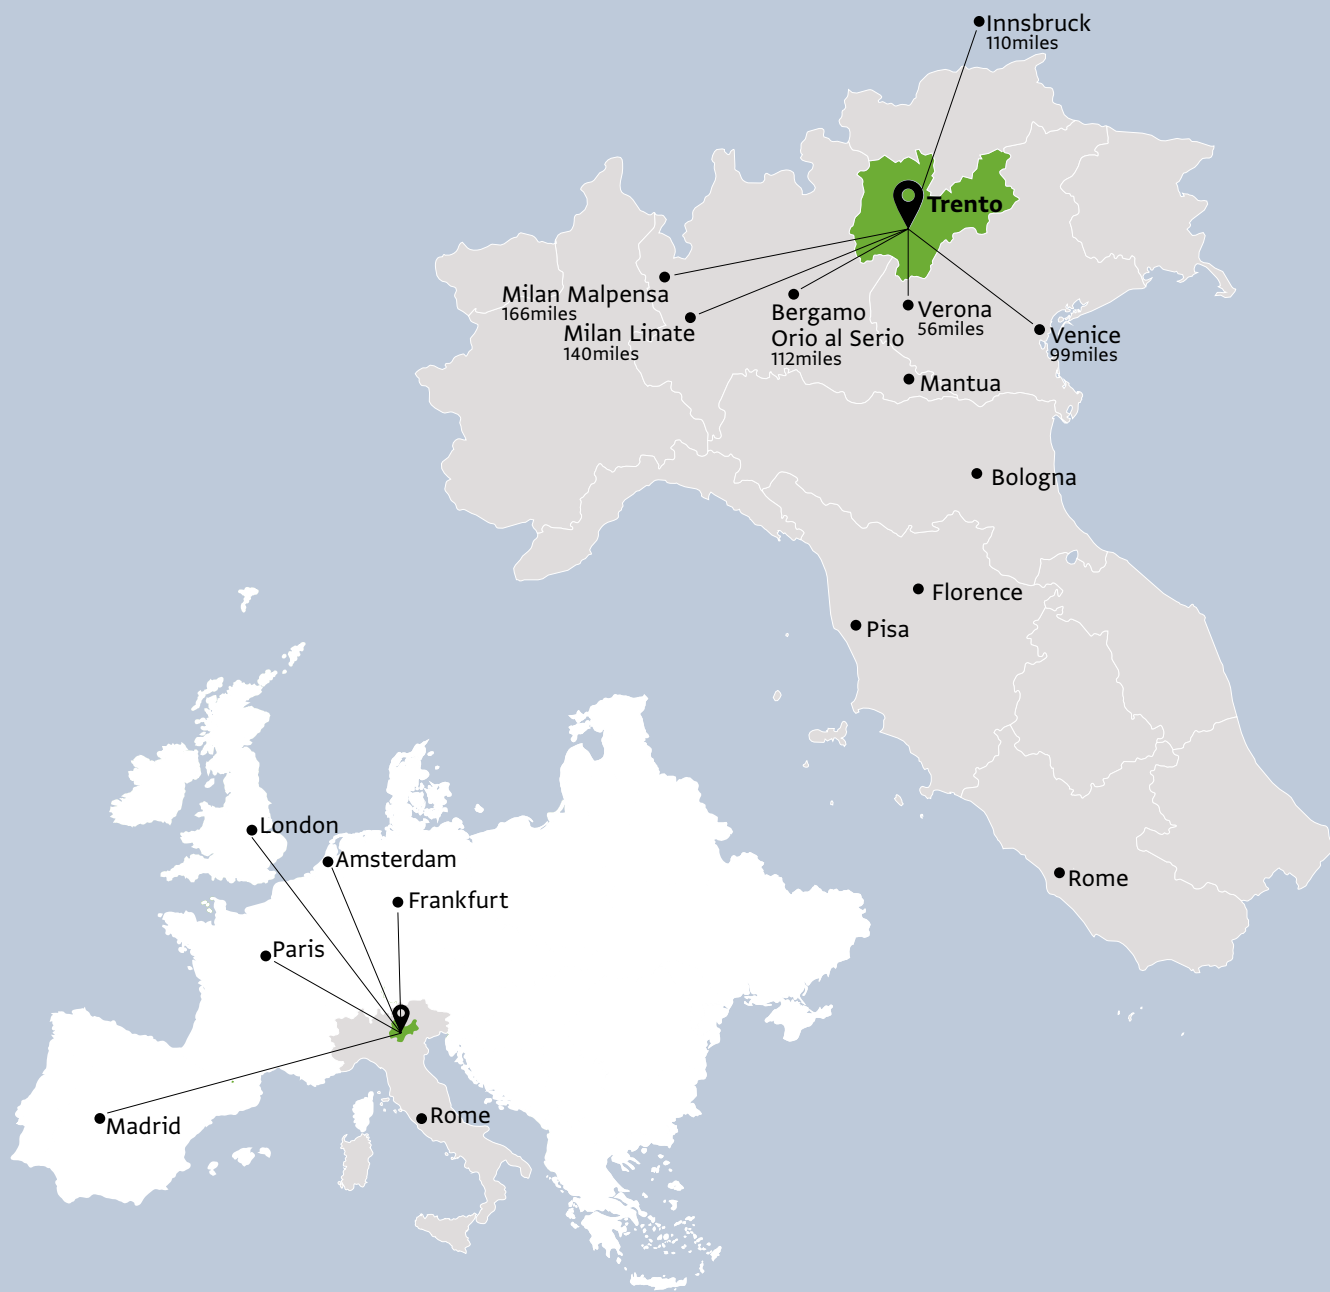 Innsbruck
110miles
Trento
Milan Malpensa
166miles
Milan Linate
140miles
Bergamo
Orio al Serio
112miles
Verona
56miles
Venice
99miles
Mantua
Bologna
Florence
Pisa
Rome
London
Amsterdam
Frankfurt
Paris
Madrid
Rome